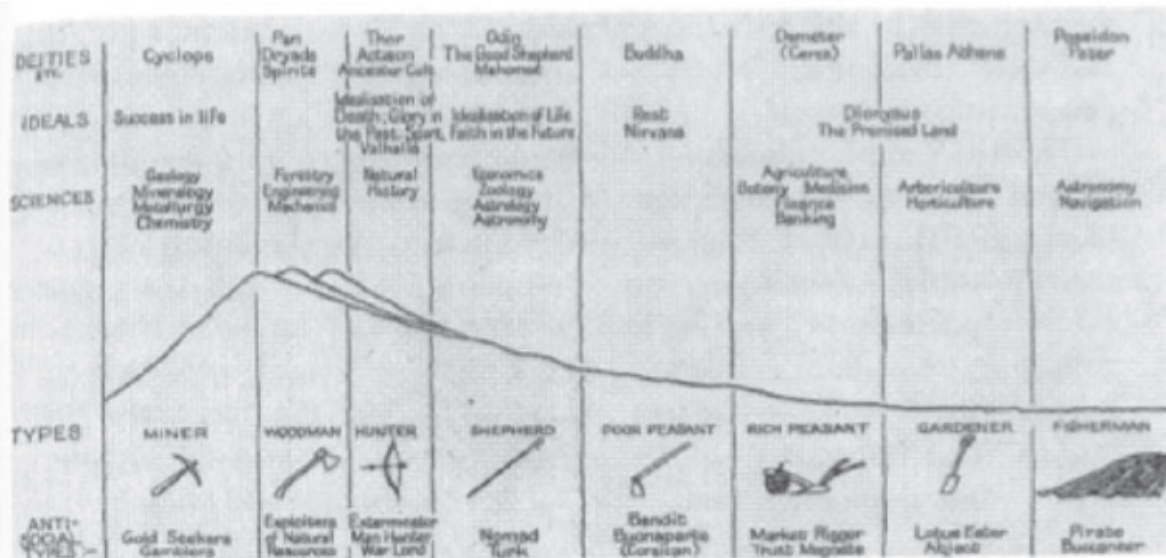 DEITIES ETC.
Cyclops
Pan
Dryads
Spirits
Thor
Actaeon
Ancestor Cult
Odin
The Good Shepherd
Mahomet
Buddha
Demeter
(Ceres)
Pallas Athena
Poseidon
Peter
IDEALS
Success in life
Idealisation of
Death; Glory in
the Past. Sport,
Valhalla
Idealisation of Life
Faith in the Future
Rest
Nirvana
Dionysus
The Promised Land
SCIENCES
Geology
Mineralogy
Metallurgy
Chemistry
Forestry
Engineering
Mechanics
Natural
History
Economics
Zoology
Astrology
Astronomy
Agriculture
Botany Medicine
Finance
Banking
Arboriculture
Horticulture
Astronomy
Navigation
TYPES
MINER
WOODMAN
HUNTER
SHEPHERD
POOR PEASANT
RICH PEASANT
GARDENER
FISHERMAN
ANTI-
SOCIAL
TYPES
Gold Seekers
Gamblers
Exploiters
of Natural
Resources
Exterminator
Man Hunter
War Lord
Nomad
Turk
Bandit
Buonaparte
(Corsican)
Market Rigger
Trust Magnate
Lotus Eater
Abject
Pirate
Buccaneer